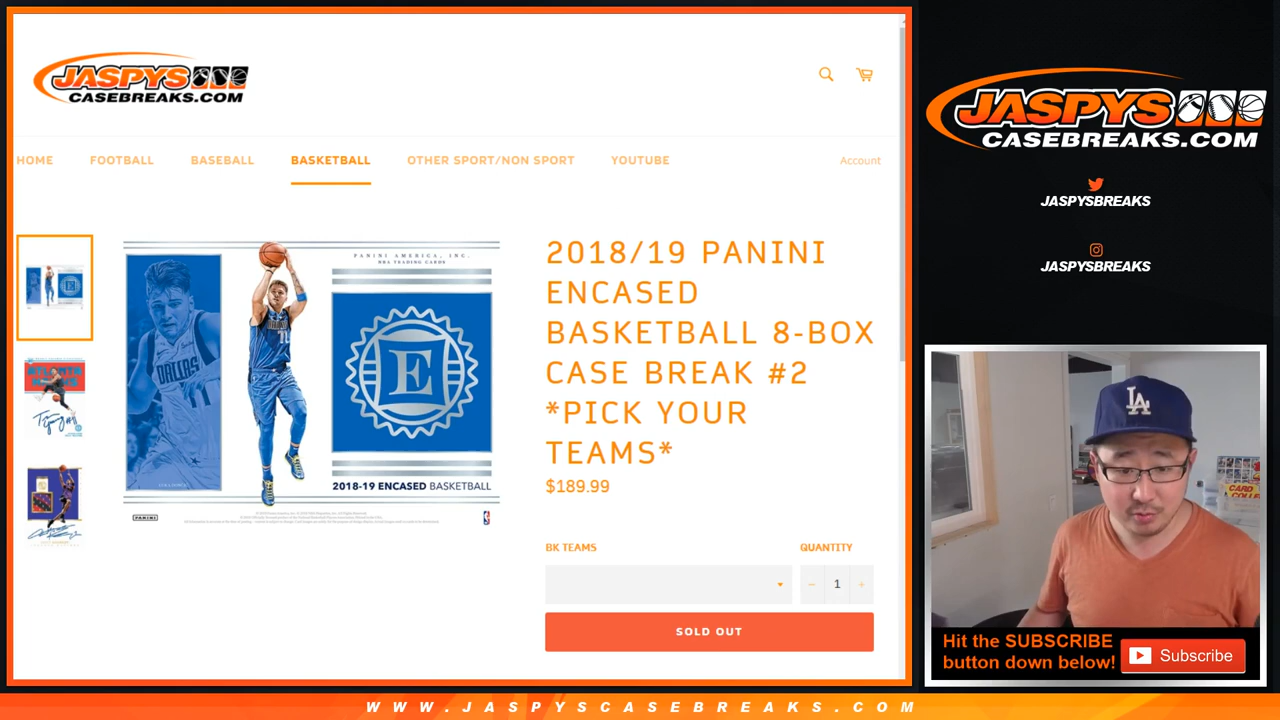 JASPYS
CASEBREAKS.COM
HOME
FOOTBALL
BASEBALL
BASKETBALL
OTHER SPORT/NON SPORT
YOUTUBE
Account
PANINI AMERICA, INC.
NBA TRADING CARDS
DALLAS
E
2018-19 ENCASED BASKETBALL
PANINI
2018/19 PANINI
ENCASED
BASKETBALL 8-BOX
CASE BREAK #2
*PICK YOUR
TEAMS*
$189.99
BK TEAMS
QUANTITY
− 1 +
SOLD OUT
JASPYS
CASEBREAKS.COM
JASPYSBREAKS
JASPYSBREAKS
LA
Hit the SUBSCRIBE
button down below!
Subscribe
WWW.JASPYSCASEBREAKS.COM